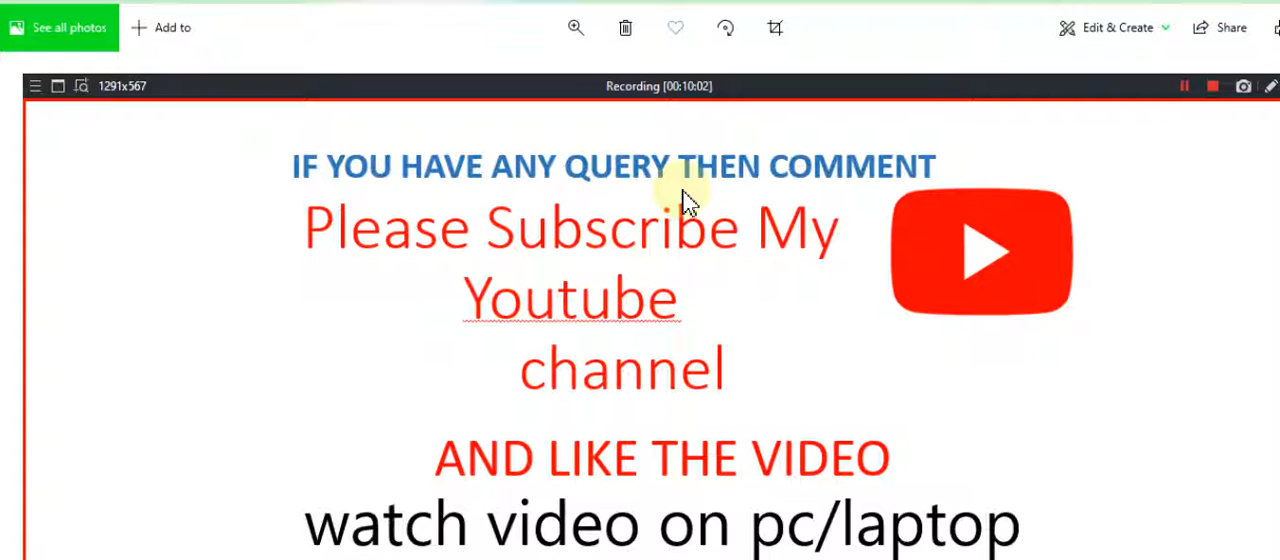 See all photos
Add to
Edit & Create
Share
1291x567
Recording [00:10:02]
IF YOU HAVE ANY QUERY THEN COMMENT
Please Subscribe My
Youtube
channel
AND LIKE THE VIDEO
watch video on pc/laptop